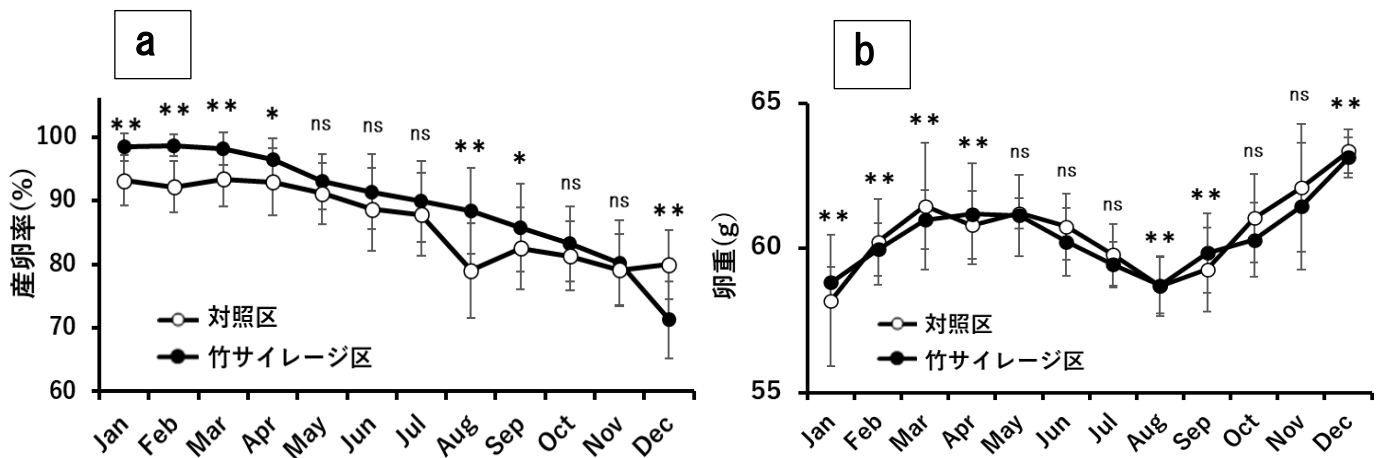 a
** ** ** * ns ns ns ** * ns ns **
産卵率(%)
100
90
80
70
60
対照区
竹サイレージ区
Jan Feb Mar Apr May Jun Jul Aug Sep Oct Nov Dec
b
** ** ** ** ns ns ns ** ** ns ns **
卵重(g)
65
60
55
対照区
竹サイレージ区
Jan Feb Mar Apr May Jun Jul Aug Sep Oct Nov Dec